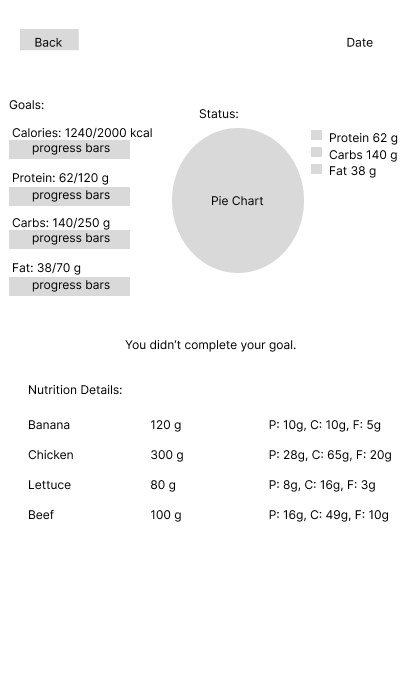 Back
Date
Goals:
Status:
Calories: 1240/2000 kcal
progress bars
Protein: 62/120 g
progress bars
Carbs: 140/250 g
progress bars
Fat: 38/70 g
progress bars
Pie Chart
Protein 62 g
Carbs 140 g
Fat 38 g
You didn't complete your goal.
Nutrition Details:
Banana 120 g P: 10g, C: 10g, F: 5g
Chicken 300 g P: 28g, C: 65g, F: 20g
Lettuce 80 g P: 8g, C: 16g, F: 3g
Beef 100 g P: 16g, C: 49g, F: 10g